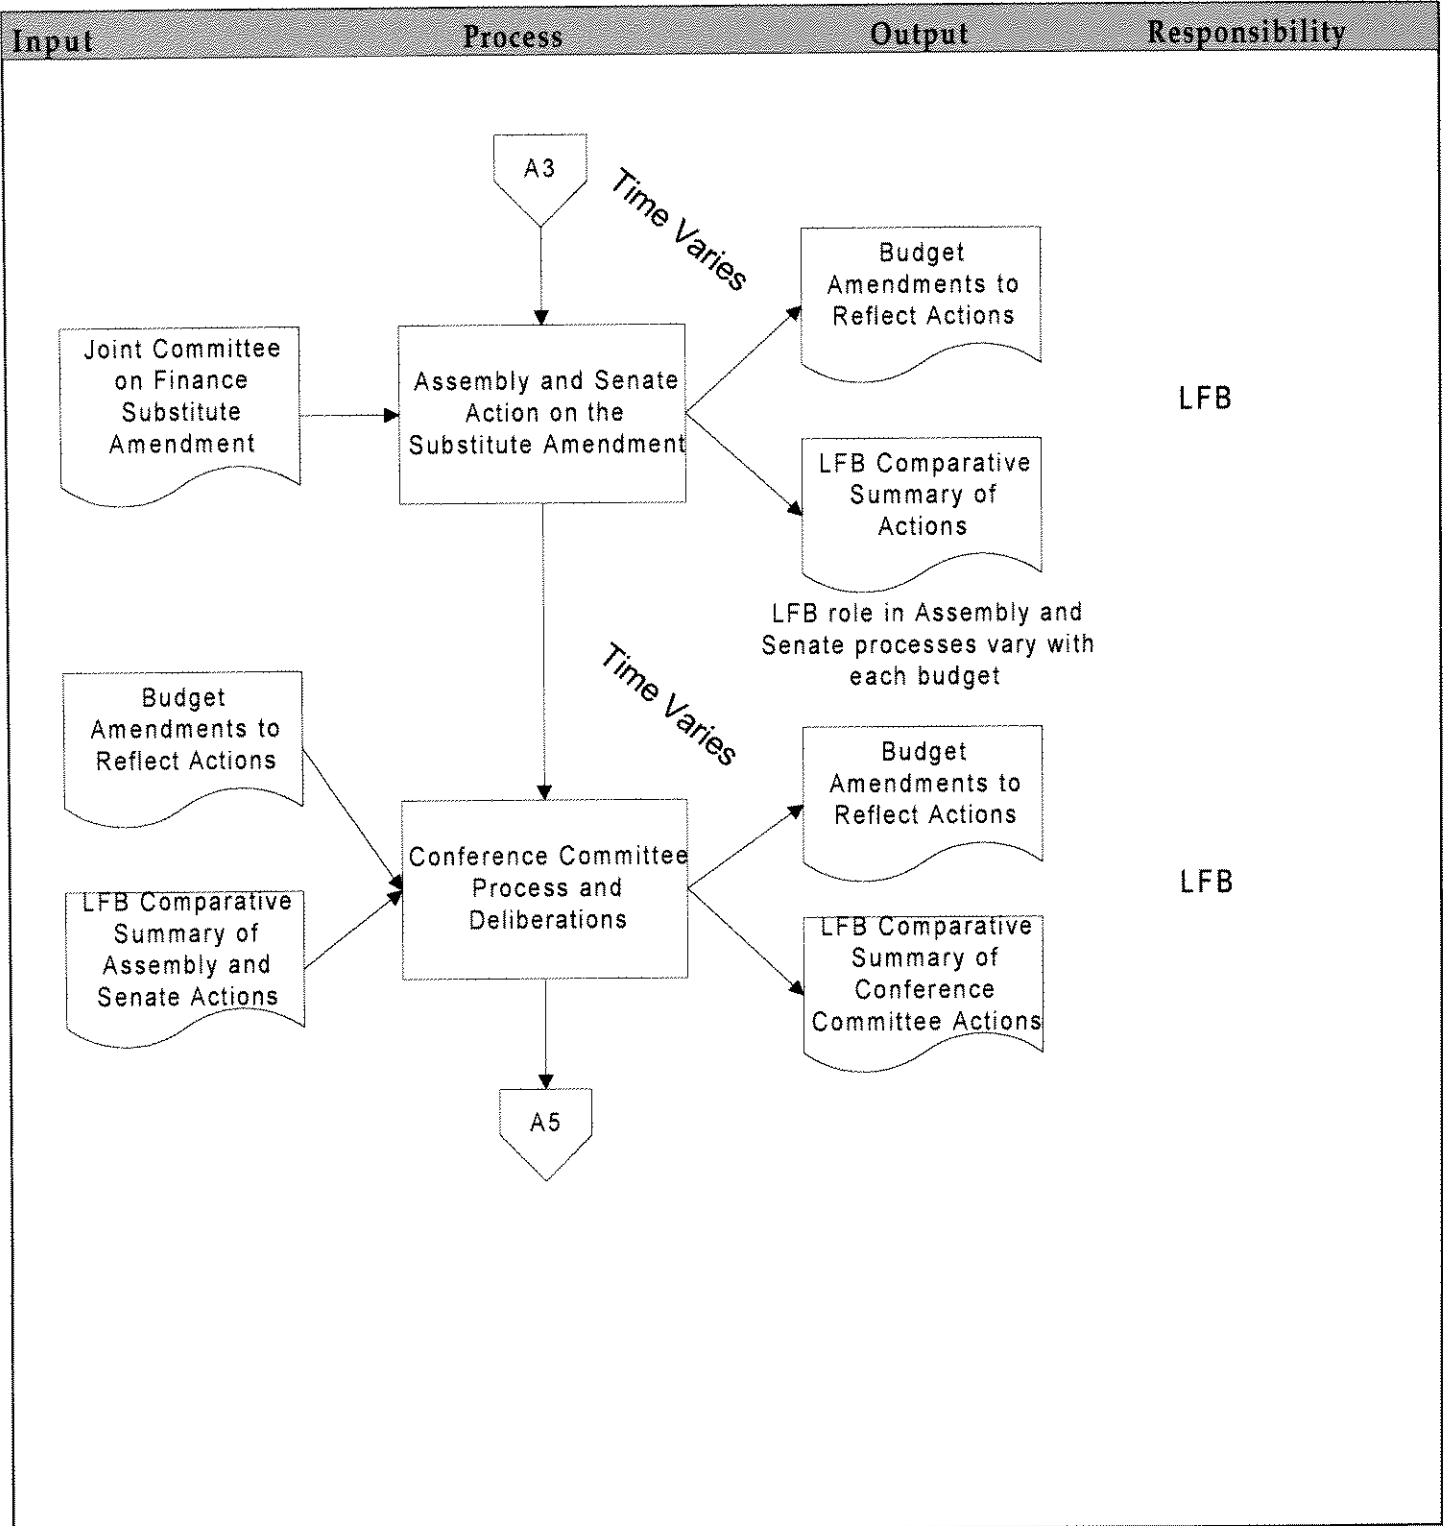 Input Process Output Responsibility
A3
Time Varies
Budget
Amendments to
Reflect Actions
Joint Committee
on Finance
Substitute
Amendment
Assembly and Senate
Action on the
Substitute Amendment
LFB
LFB Comparative
Summary of
Actions
LFB role in Assembly and
Senate processes vary with
each budget
Time Varies
Budget
Amendments to
Reflect Actions
Budget
Amendments to
Reflect Actions
Conference Committee
Process and
Deliberations
LFB
LFB Comparative
Summary of
Assembly and
Senate Actions
LFB Comparative
Summary of
Conference
Committee Actions
A5